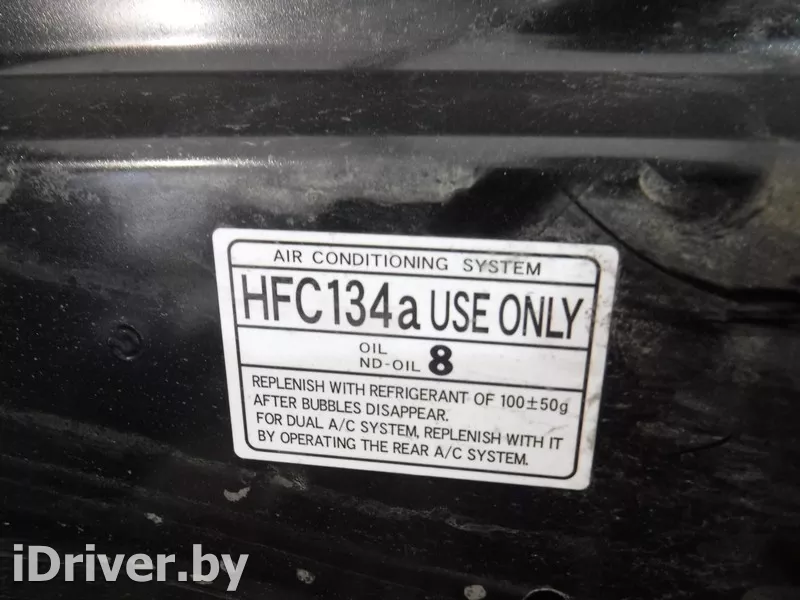 AIR CONDITIONING SYSTEM
HFC134a USE ONLY
OIL
ND-OIL 8
REPLENISH WITH REFRIGERANT OF 100±50g
AFTER BUBBLES DISAPPEAR.
FOR DUAL A/C SYSTEM, REPLENISH WITH IT
BY OPERATING THE REAR A/C SYSTEM.
iDriver.by